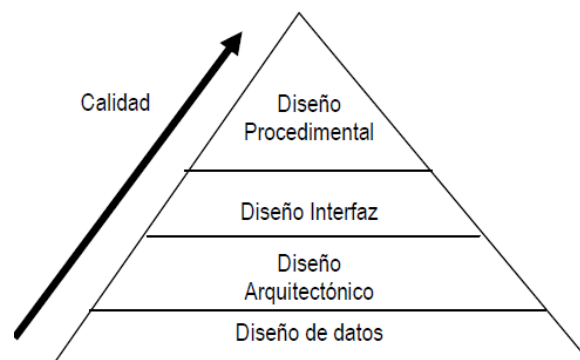 Calidad
Diseño
Procedimental
Diseño Interfaz
Diseño
Arquitectónico
Diseño de datos